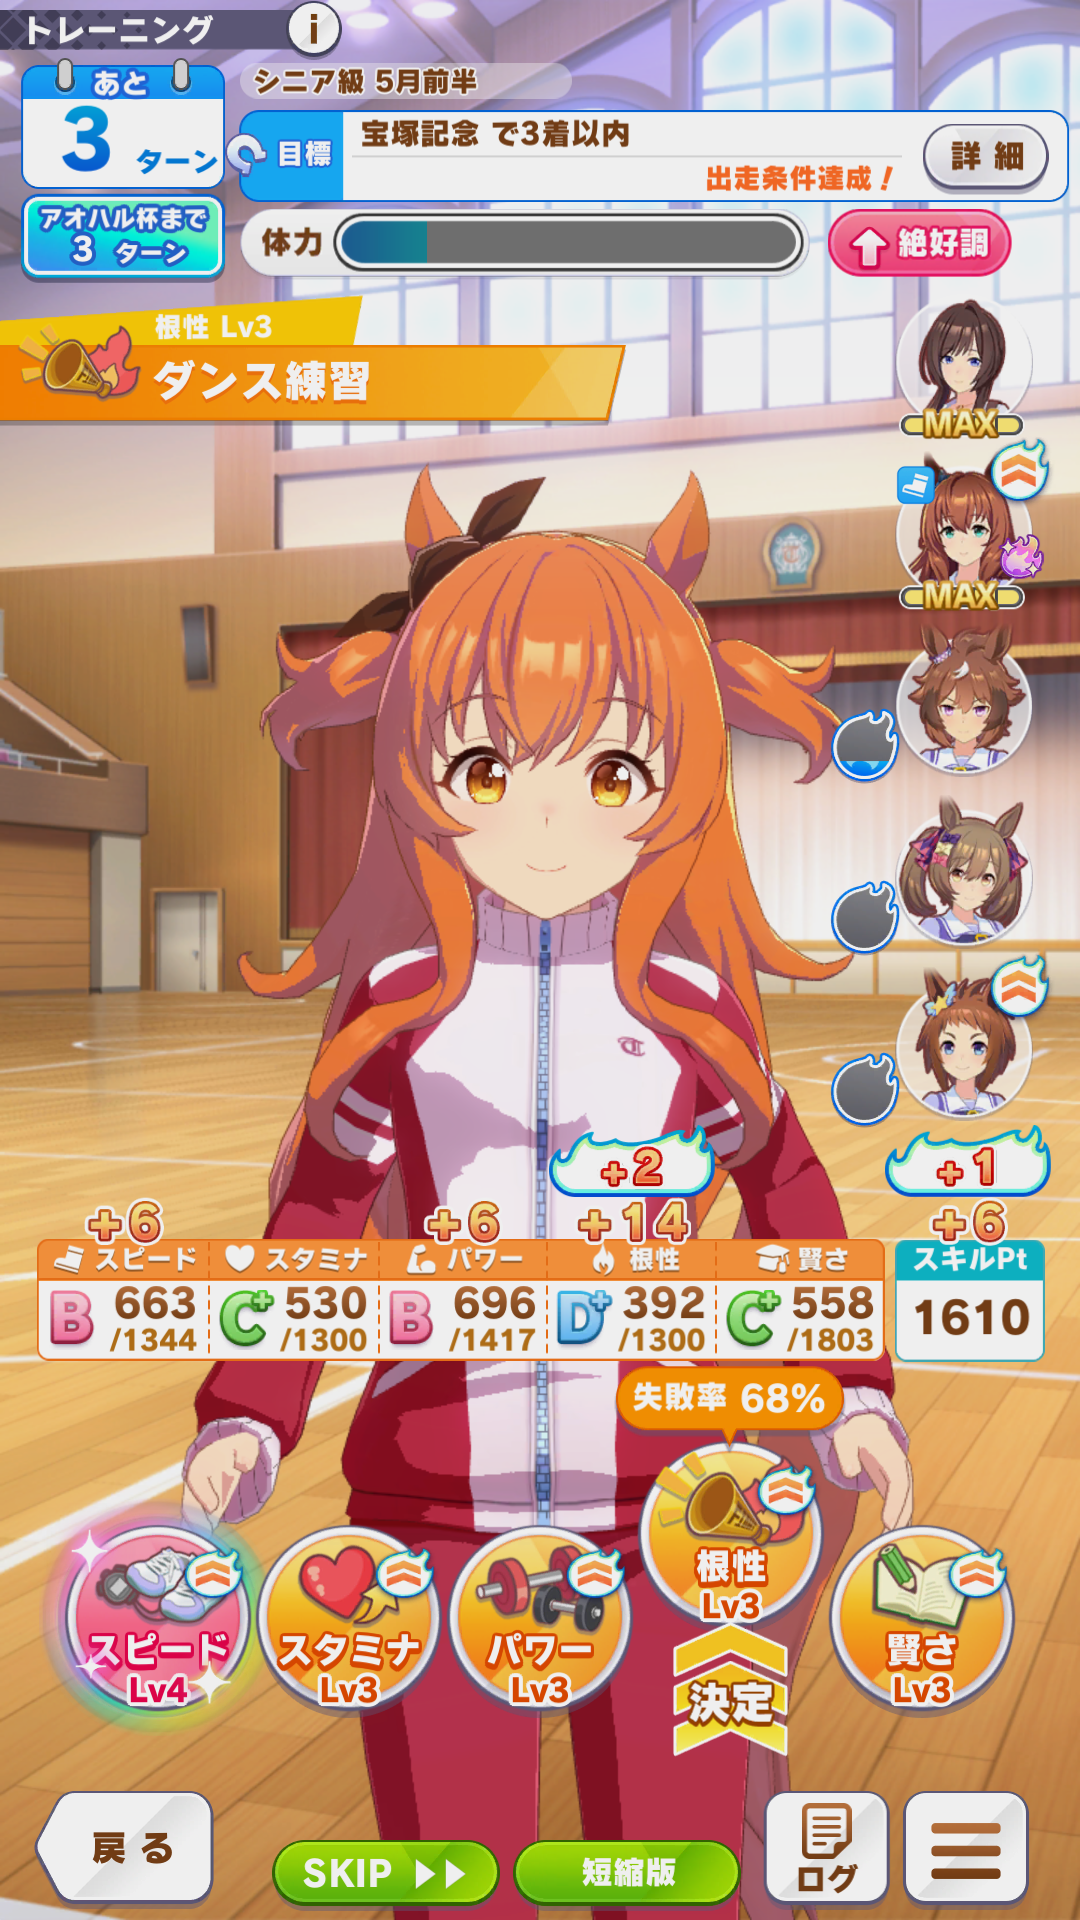 トレーニング
i
あと
3 ターン
シニア級 5月前半
目標
宝塚記念 で3着以内
出走条件達成！
詳細
アオハル杯まで
3 ターン
体力
絶好調
根性 Lv3
ダンス練習
MAX
MAX
+2
+1
+6
+6
+14
+6
スピード
スタミナ
パワー
根性
賢さ
スキルPt
B 663
/1344
C+ 530
/1300
B 696
/1417
D+ 392
/1300
C+ 558
/1803
1610
失敗率 68%
スピード
Lv4
スタミナ
Lv3
パワー
Lv3
根性
Lv3
賢さ
Lv3
決定
戻る
SKIP
短縮版
ログ